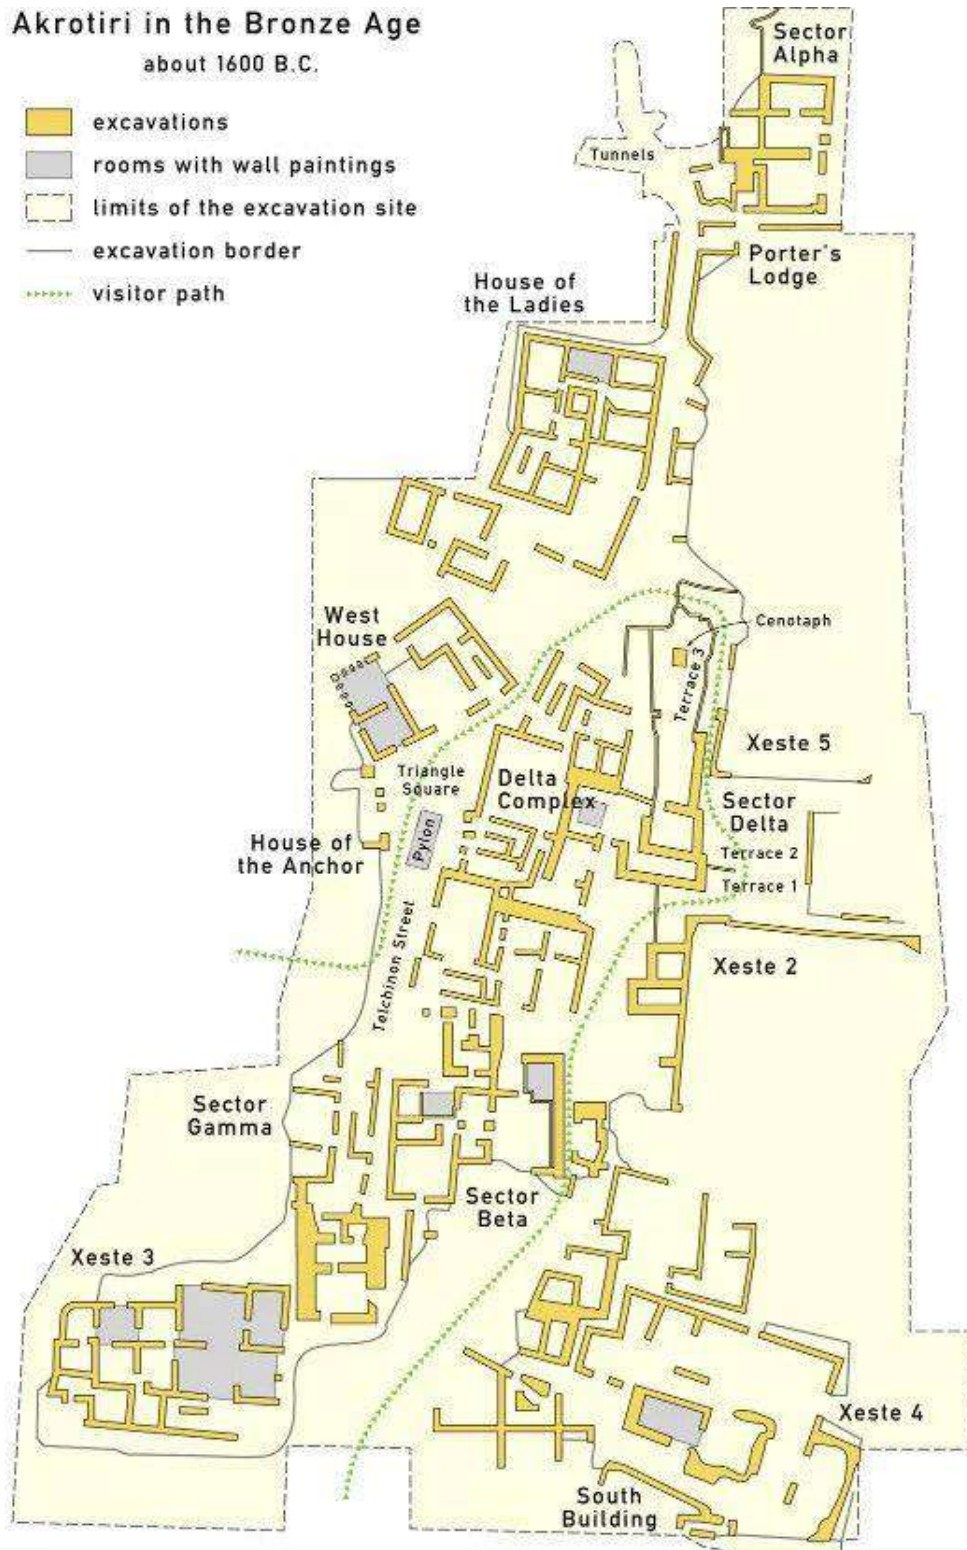 Akrotiri in the Bronze Age
about 1600 B.C.
excavations
rooms with wall paintings
limits of the excavation site
excavation border
visitor path
Sector
Alpha
Tunnels
Porter's
Lodge
House of
the Ladies
West
House
Cenotaph
Terrace 3
Xeste 5
Triangle
Square
Delta
Complex
Sector
Delta
House of
the Anchor
Pylon
Terrace 2
Terrace 1
Telchinon Street
Xeste 2
Sector
Gamma
Sector
Beta
Xeste 3
Xeste 4
South
Building